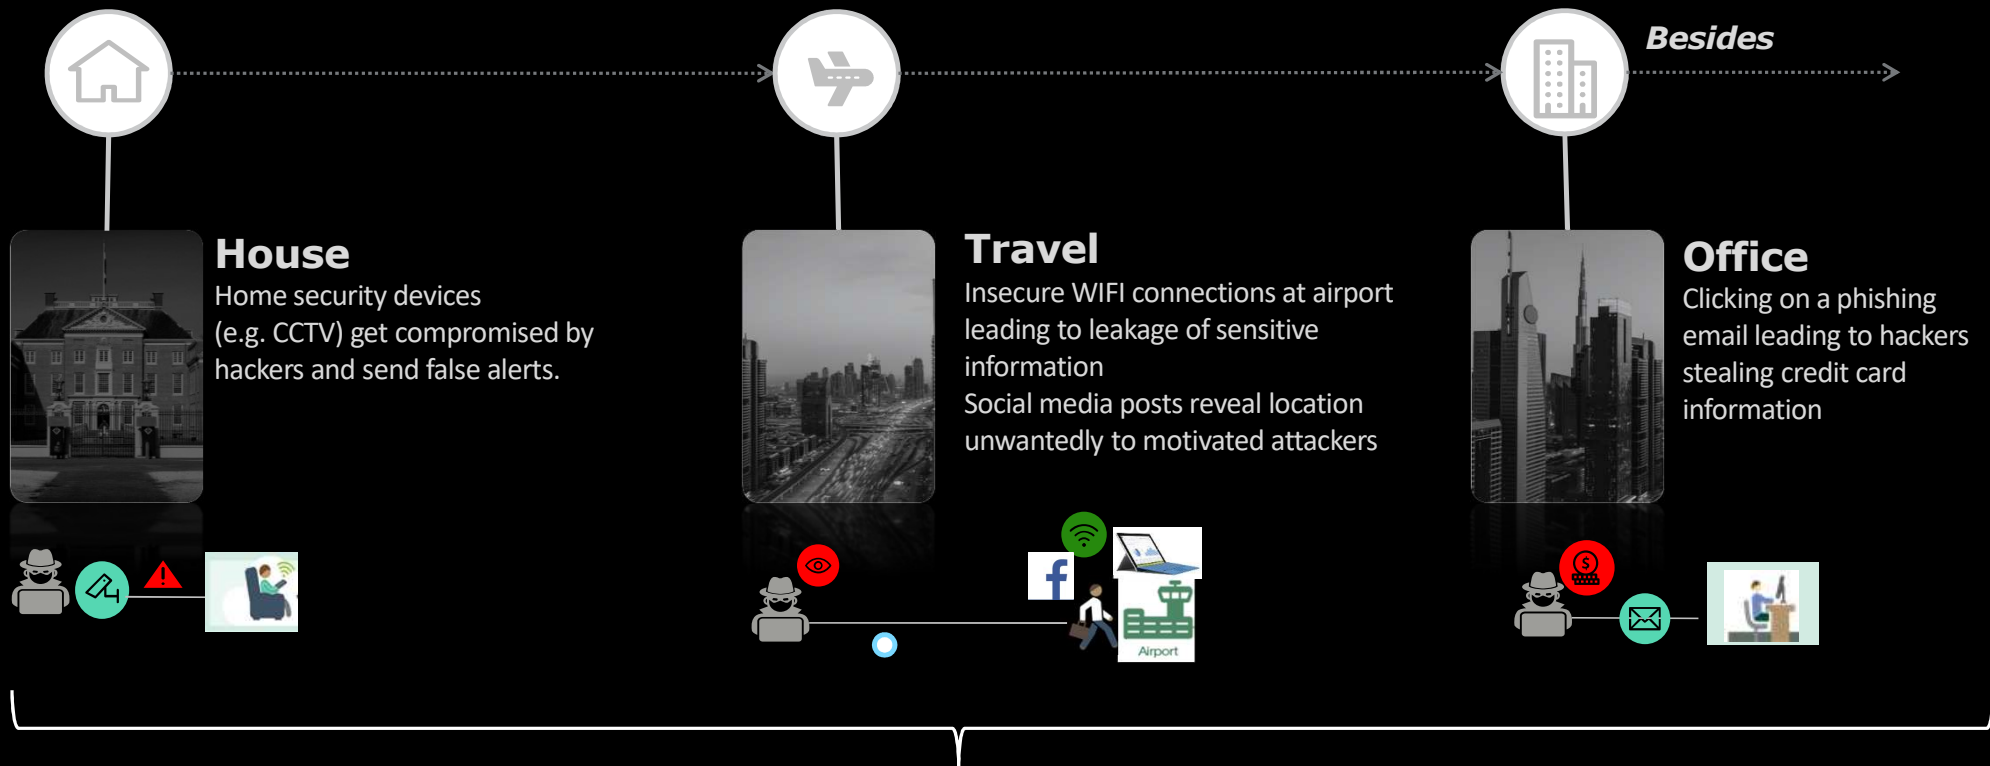 Besides
House
Home security devices
(e.g. CCTV) get compromised by
hackers and send false alerts.
Travel
Insecure WIFI connections at airport
leading to leakage of sensitive
information
Social media posts reveal location
unwantedly to motivated attackers
Office
Clicking on a phishing
email leading to hackers
stealing credit card
information
f
Airport
$